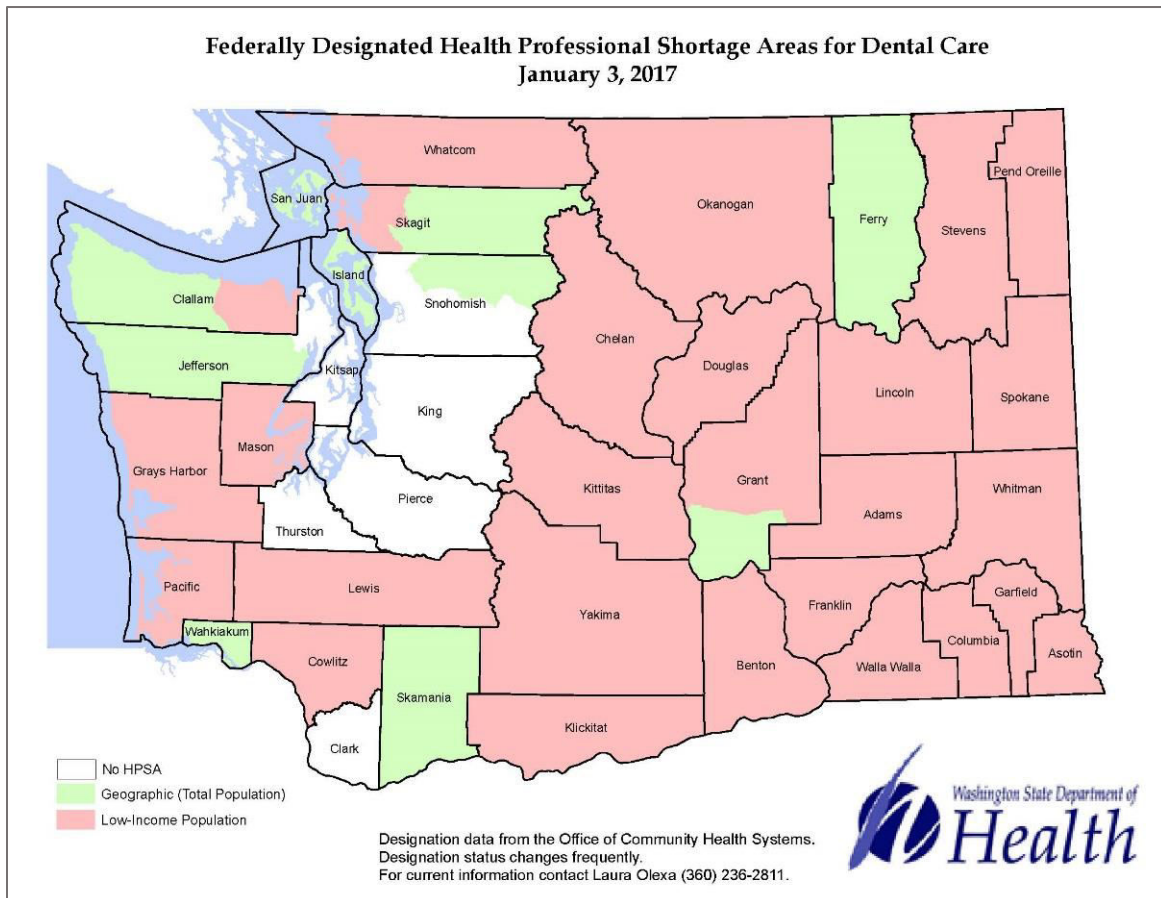 Federally Designated Health Professional Shortage Areas for Dental Care
January 3, 2017
Whatcom
San Juan
Skagit
Okanogan
Ferry
Stevens
Pend Oreille
Island
Clallam
Snohomish
Chelan
Jefferson
Kitsap
Douglas
Lincoln
Spokane
King
Mason
Grays Harbor
Kittitas
Grant
Whitman
Pierce
Adams
Thurston
Pacific
Lewis
Yakima
Franklin
Garfield
Wahkiakum
Cowlitz
Benton
Walla Walla
Columbia
Asotin
Skamania
Klickitat
Clark
No HPSA
Geographic (Total Population)
Low-Income Population
Designation data from the Office of Community Health Systems.
Designation status changes frequently.
For current information contact Laura Olexa (360) 236-2811.
Washington State Department of
Health